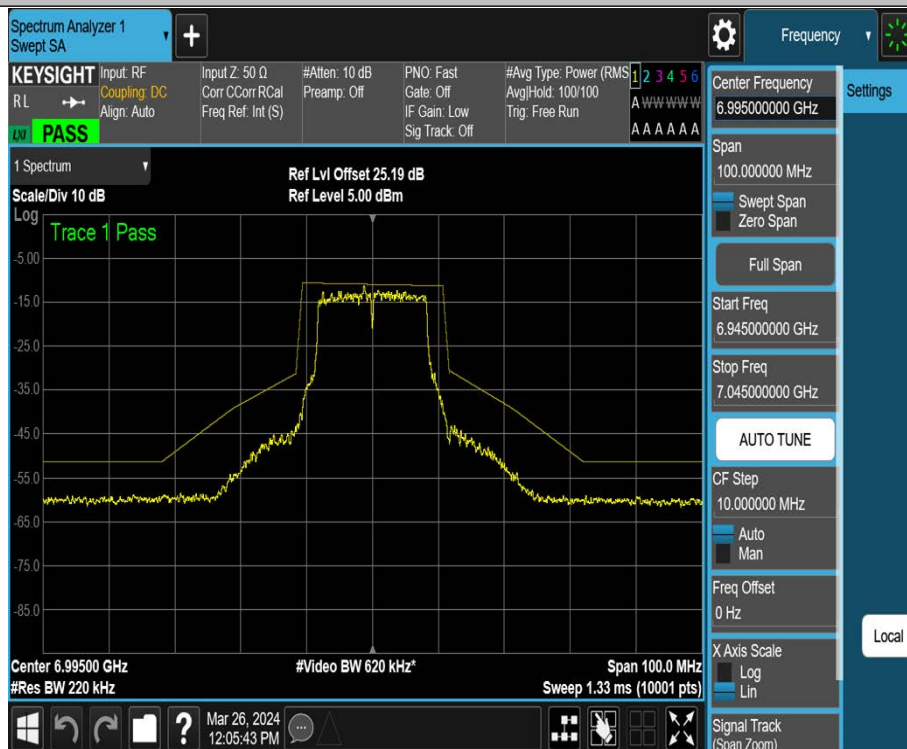 Spectrum Analyzer 1
Swept SA
+
Frequency
KEYSIGHT
RL
LXI
PASS
Input: RF
Coupling: DC
Align: Auto
Input Z: 50 Ω
Corr CCorr RCal
Freq Ref: Int (S)
#Atten: 10 dB
Preamp: Off
PNO: Fast
Gate: Off
IF Gain: Low
Sig Track: Off
#Avg Type: Power (RMS
Avg|Hold: 100/100
Trig: Free Run
1 2 3 4 5 6
A W W W W W
A A A A A A
1 Spectrum
Scale/Div 10 dB
Ref Lvl Offset 25.19 dB
Ref Level 5.00 dBm
Log
Trace 1 Pass
-5.00
-15.0
-25.0
-35.0
-45.0
-55.0
-65.0
-75.0
-85.0
Center 6.99500 GHz
#Res BW 220 kHz
#Video BW 620 kHz*
Span 100.0 MHz
Sweep 1.33 ms (10001 pts)
?
Mar 26, 2024
12:05:43 PM
Center Frequency
6.995000000 GHz
Span
100.000000 MHz
Swept Span
Zero Span
Full Span
Start Freq
6.945000000 GHz
Stop Freq
7.045000000 GHz
AUTO TUNE
CF Step
10.000000 MHz
Auto
Man
Freq Offset
0 Hz
X Axis Scale
Log
Lin
Signal Track
(Span Zoom)
Settings
Local